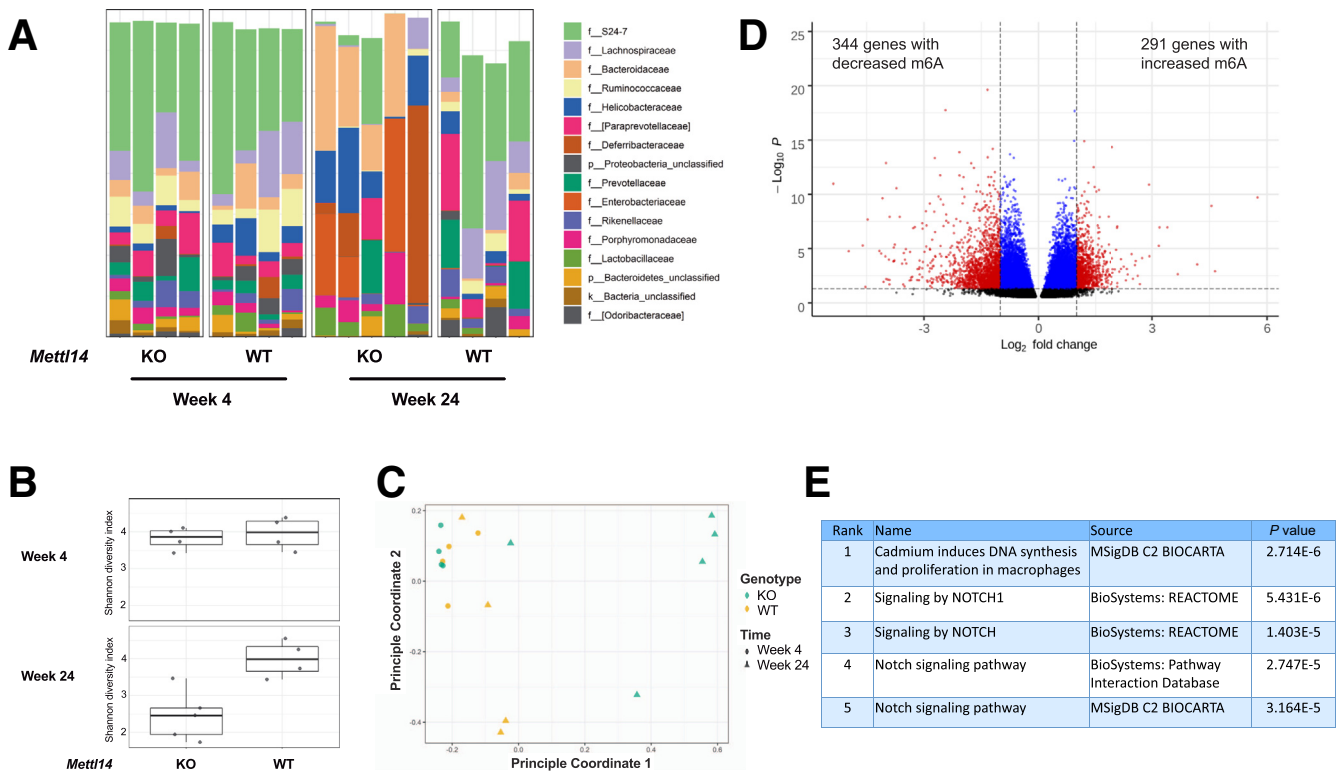 A
f__S24-7
f__Lachnospiraceae
f__Bacteroidaceae
f__Ruminococcaceae
f__Helicobacteraceae
f__[Paraprevotellaceae]
f__Deferribacteraceae
p__Proteobacteria_unclassified
f__Prevotellaceae
f__Enterobacteriaceae
f__Rikenellaceae
f__Porphyromonadaceae
f__Lactobacillaceae
p__Bacteroidetes_unclassified
k__Bacteria_unclassified
f__[Odoribacteraceae]
Mettl14 KO WT KO WT
Week 4 Week 24
D
344 genes with
decreased m6A
291 genes with
increased m6A
− Log10 P
25
20
15
10
5
0
-3 0 3 6
Log2 fold change
B
Week 4
Shannon diversity index
4
3
2
Week 24
Shannon diversity index
4
3
2
Mettl14 KO WT
C
Principle Coordinate 2
0.2
0.0
-0.2
-0.4
-0.2 0.0 0.2 0.4 0.6
Principle Coordinate 1
Genotype
KO
WT
Time
Week 4
Week 24
E
Rank Name Source P value
1 Cadmium induces DNA synthesis and proliferation in macrophages MSigDB C2 BIOCARTA 2.714E-6
2 Signaling by NOTCH1 BioSystems: REACTOME 5.431E-6
3 Signaling by NOTCH BioSystems: REACTOME 1.403E-5
4 Notch signaling pathway BioSystems: Pathway Interaction Database 2.747E-5
5 Notch signaling pathway MSigDB C2 BIOCARTA 3.164E-5